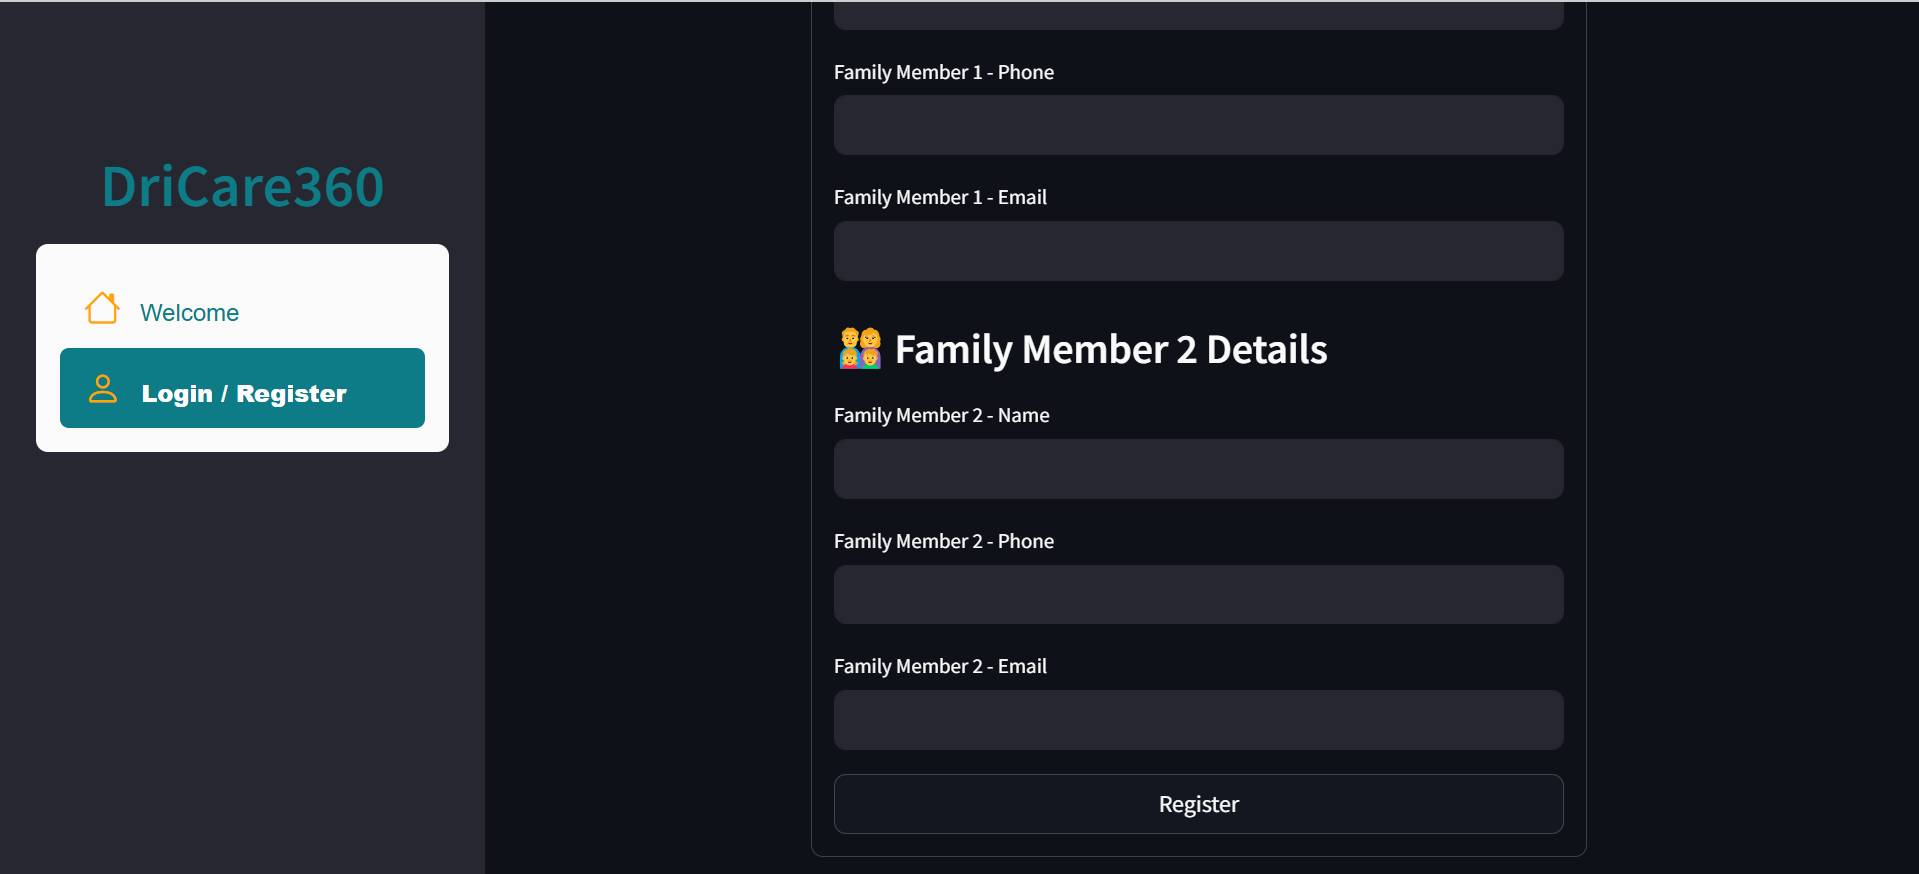 DriCare360
Welcome
Login / Register
Family Member 1 - Phone
Family Member 1 - Email
Family Member 2 Details
Family Member 2 - Name
Family Member 2 - Phone
Family Member 2 - Email
Register